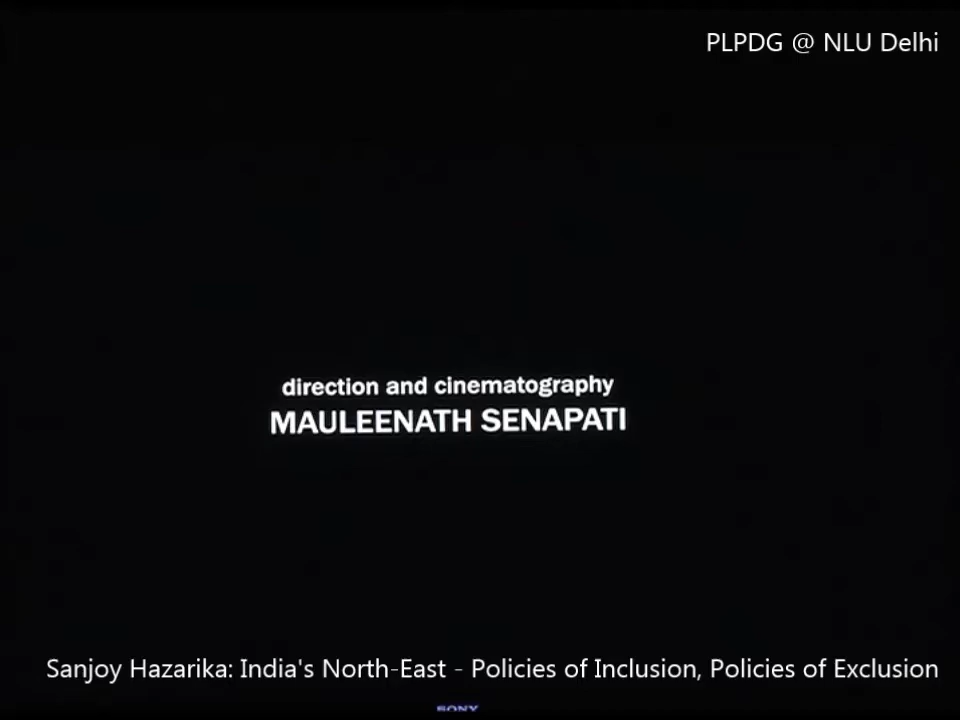 PLPDG @ NLU Delhi
direction and cinematography
MAULEENATH SENAPATI
Sanjoy Hazarika: India's North-East - Policies of Inclusion, Policies of Exclusion
SONY